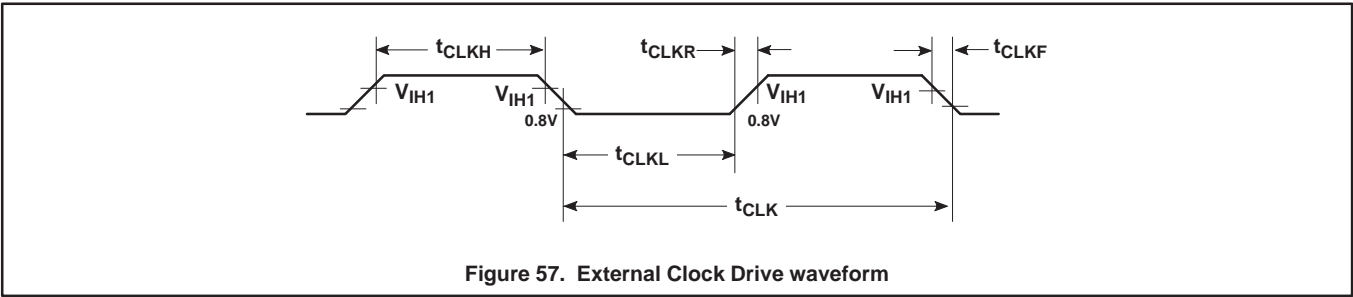 tCLKH
tCLKR
tCLKF
VIH1
VIH1
VIH1
VIH1
0.8V
0.8V
tCLKL
tCLK
Figure 57. External Clock Drive waveform